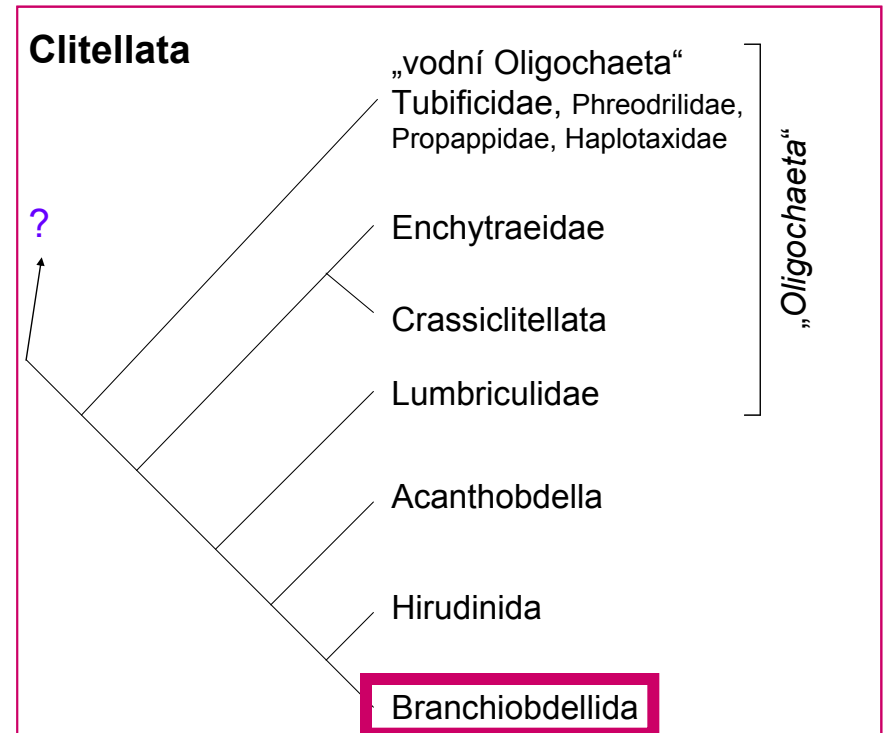 Clitellata
„vodní Oligochaeta“
Tubificidae, Phreodrilidae,
Propappidae, Haplotaxidae
„Oligochaeta“
?
Enchytraeidae
Crassiclitellata
Lumbriculidae
Acanthobdella
Hirudinida
Branchiobdellida